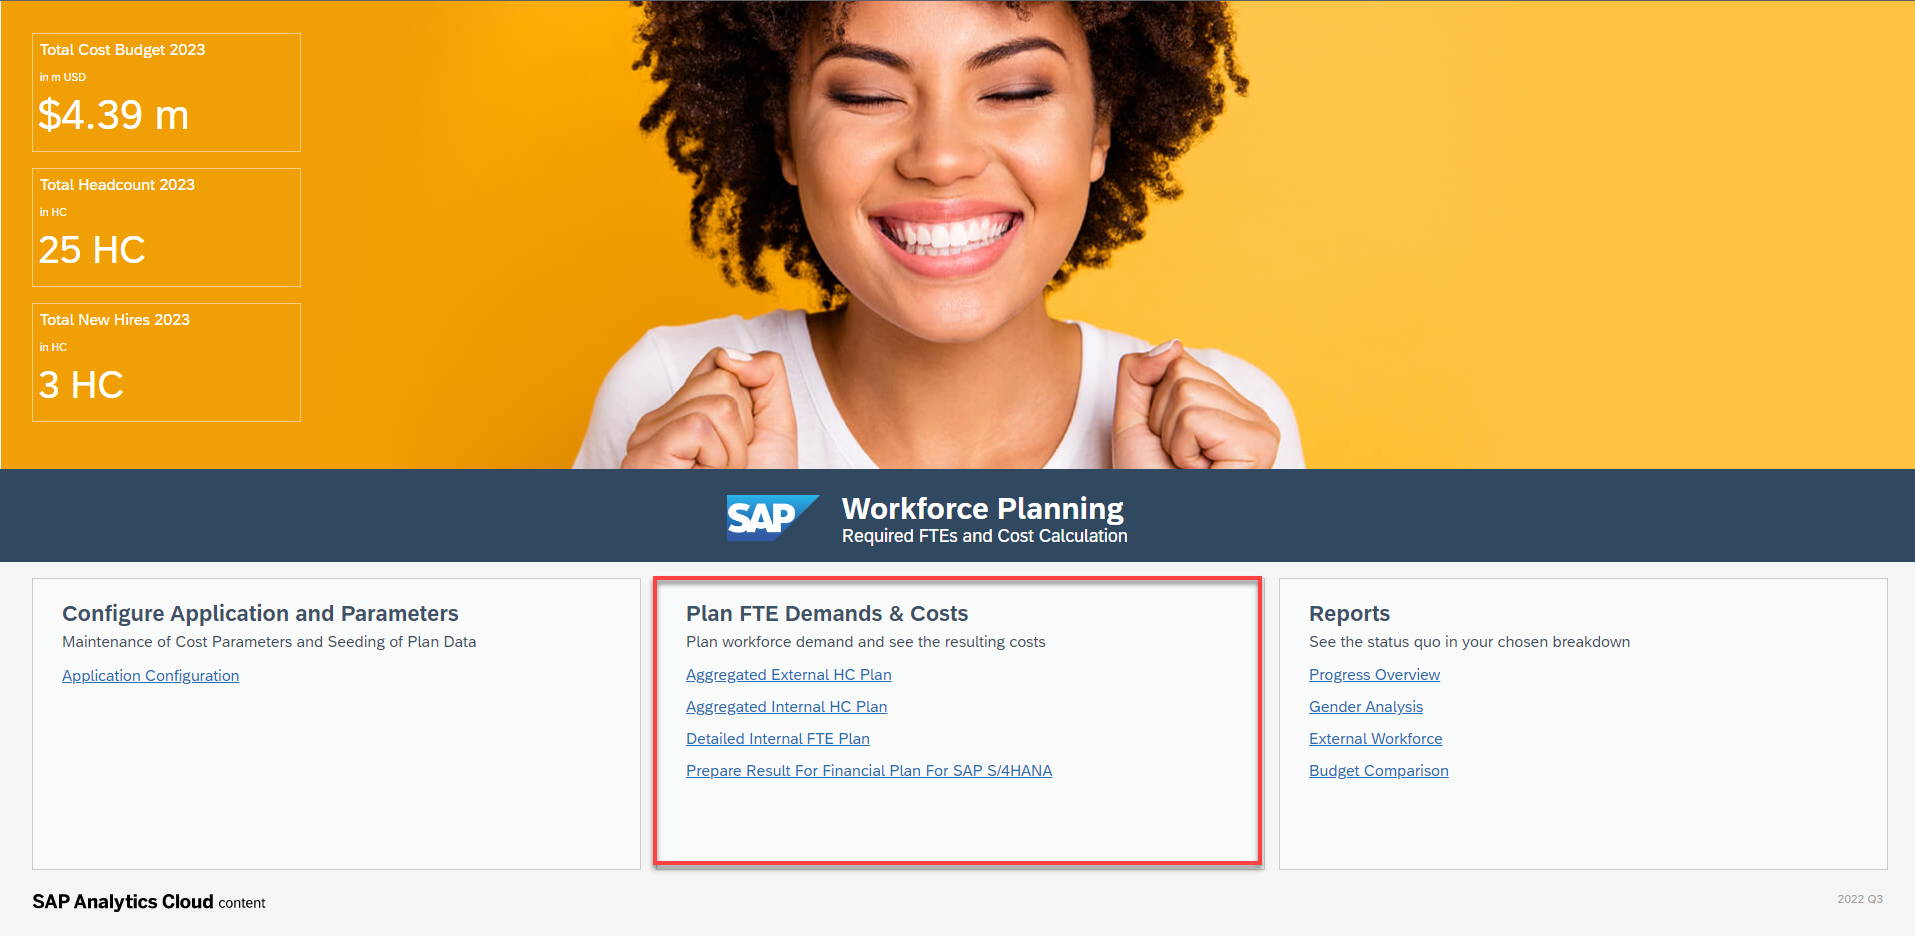 Total Cost Budget 2023
in m USD
$4.39 m
Total Headcount 2023
in HC
25 HC
Total New Hires 2023
in HC
3 HC
SAP
Workforce Planning
Required FTEs and Cost Calculation
Configure Application and Parameters
Maintenance of Cost Parameters and Seeding of Plan Data
Application Configuration
Plan FTE Demands & Costs
Plan workforce demand and see the resulting costs
Aggregated External HC Plan
Aggregated Internal HC Plan
Detailed Internal FTE Plan
Prepare Result For Financial Plan For SAP S/4HANA
Reports
See the status quo in your chosen breakdown
Progress Overview
Gender Analysis
External Workforce
Budget Comparison
SAP Analytics Cloud content
2022 Q3